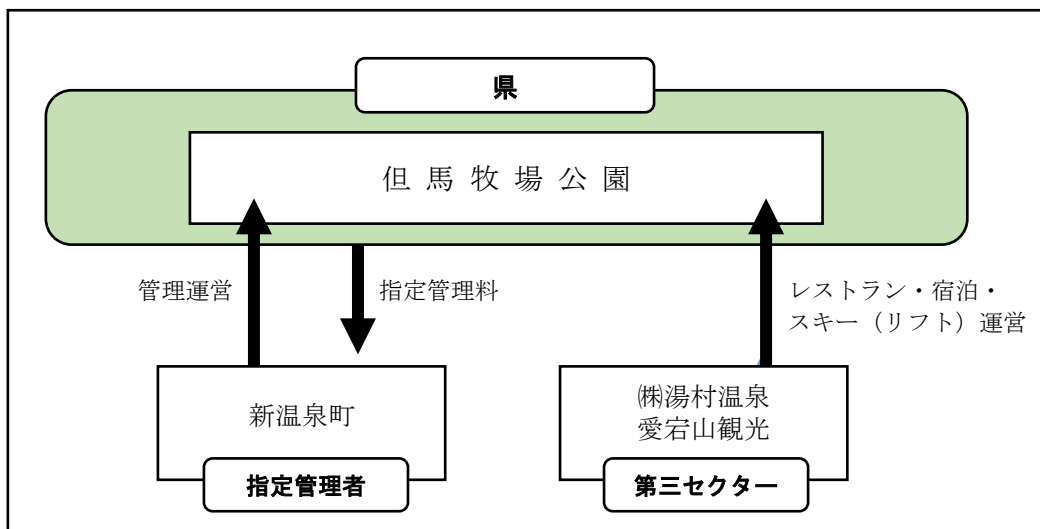 県
但馬牧場公園
管理運営
指定管理料
レストラン・宿泊・
スキー（リフト）運営
新温泉町
指定管理者
㈱湯村温泉
愛宕山観光
第三セクター